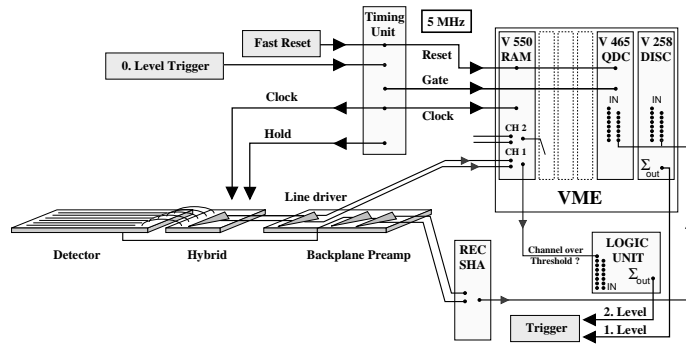 Timing
Unit
5 MHz
Fast Reset
0. Level Trigger
Reset
Gate
Clock
Clock
Hold
V 550
RAM
V 465
QDC
V 258
DISC
IN
IN
CH 2
CH 1
Σout
VME
Line driver
Detector
Hybrid
Backplane Preamp
REC
SHA
Channel over
Threshold ?
LOGIC
UNIT
Σout
IN
2. Level
1. Level
Trigger